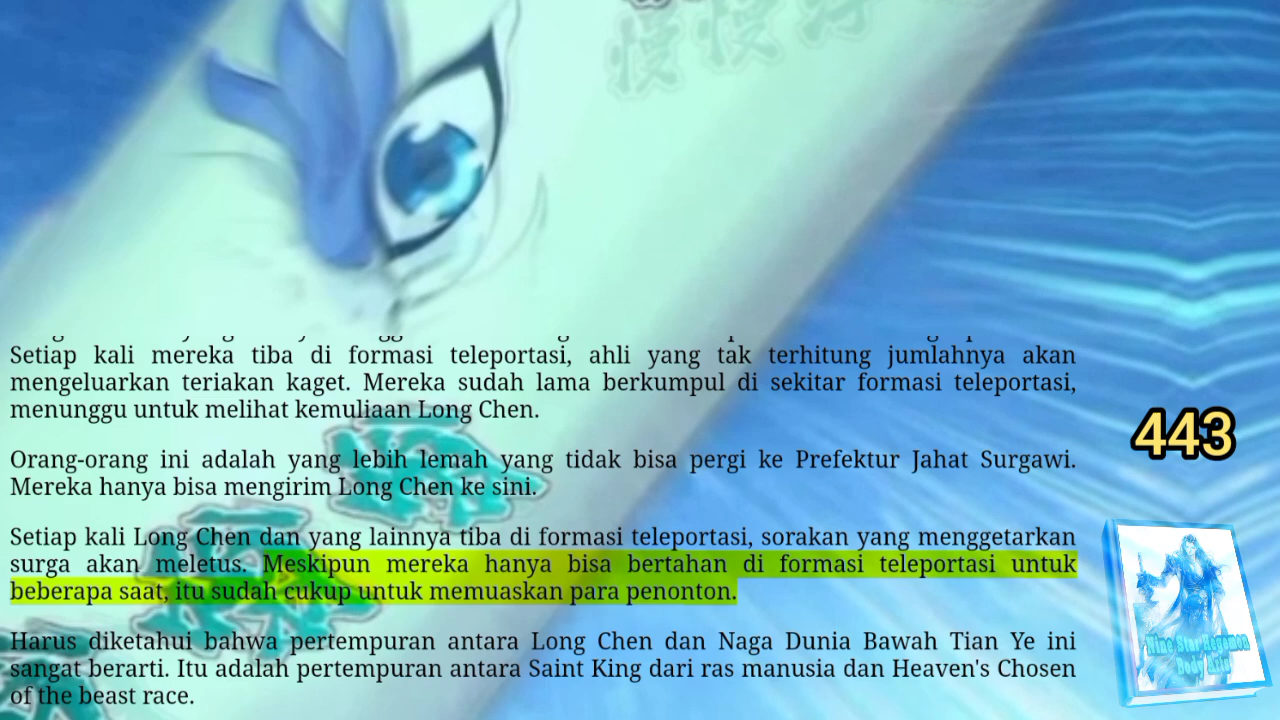 Setiap kali mereka tiba di formasi teleportasi, ahli yang tak terhitung jumlahnya akan
mengeluarkan teriakan kaget. Mereka sudah lama berkumpul di sekitar formasi teleportasi,
menunggu untuk melihat kemuliaan Long Chen.
Orang-orang ini adalah yang lebih lemah yang tidak bisa pergi ke Prefektur Jahat Surgawi.
Mereka hanya bisa mengirim Long Chen ke sini.
Setiap kali Long Chen dan yang lainnya tiba di formasi teleportasi, sorakan yang menggetarkan
surga akan meletus. Meskipun mereka hanya bisa bertahan di formasi teleportasi untuk
beberapa saat, itu sudah cukup untuk memuaskan para penonton.
Harus diketahui bahwa pertempuran antara Long Chen dan Naga Dunia Bawah Tian Ye ini
sangat berarti. Itu adalah pertempuran antara Saint King dari ras manusia dan Heaven's Chosen
of the beast race.
443
Nine Star Hegemon
Body Arts